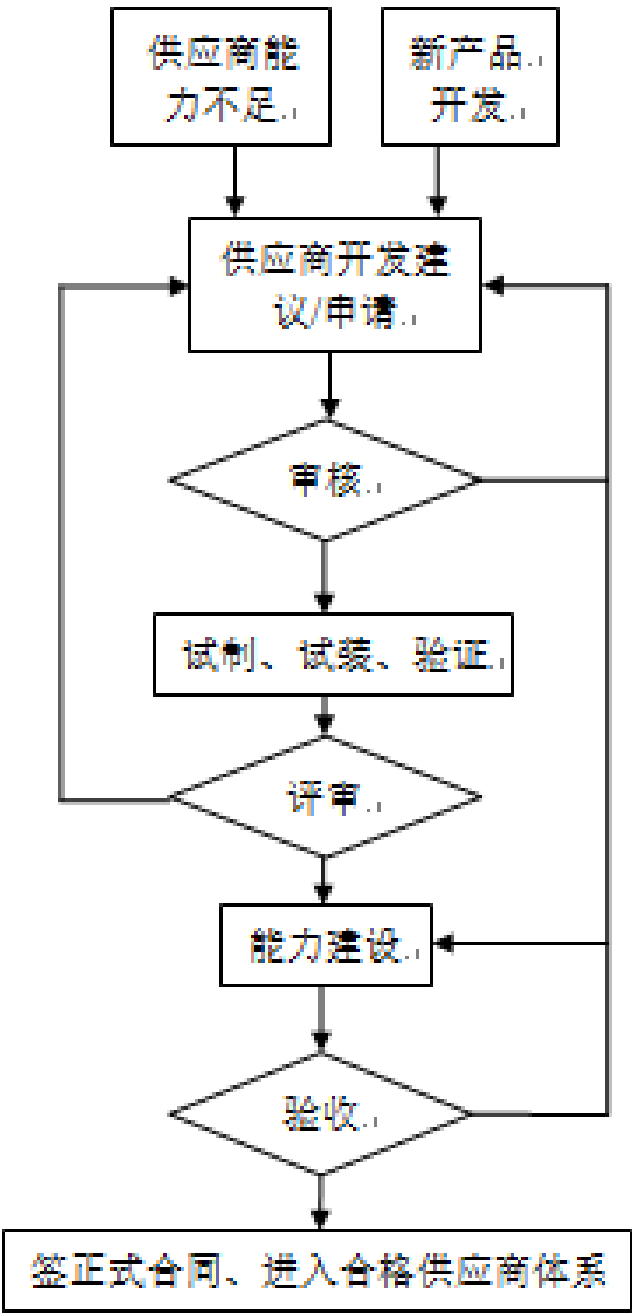 供应商能
力不足
新产品
开发
供应商开发建
议/申请
审核
试制、试装、验证
评审
能力建设
验收
签正式合同、进入合格供应商体系